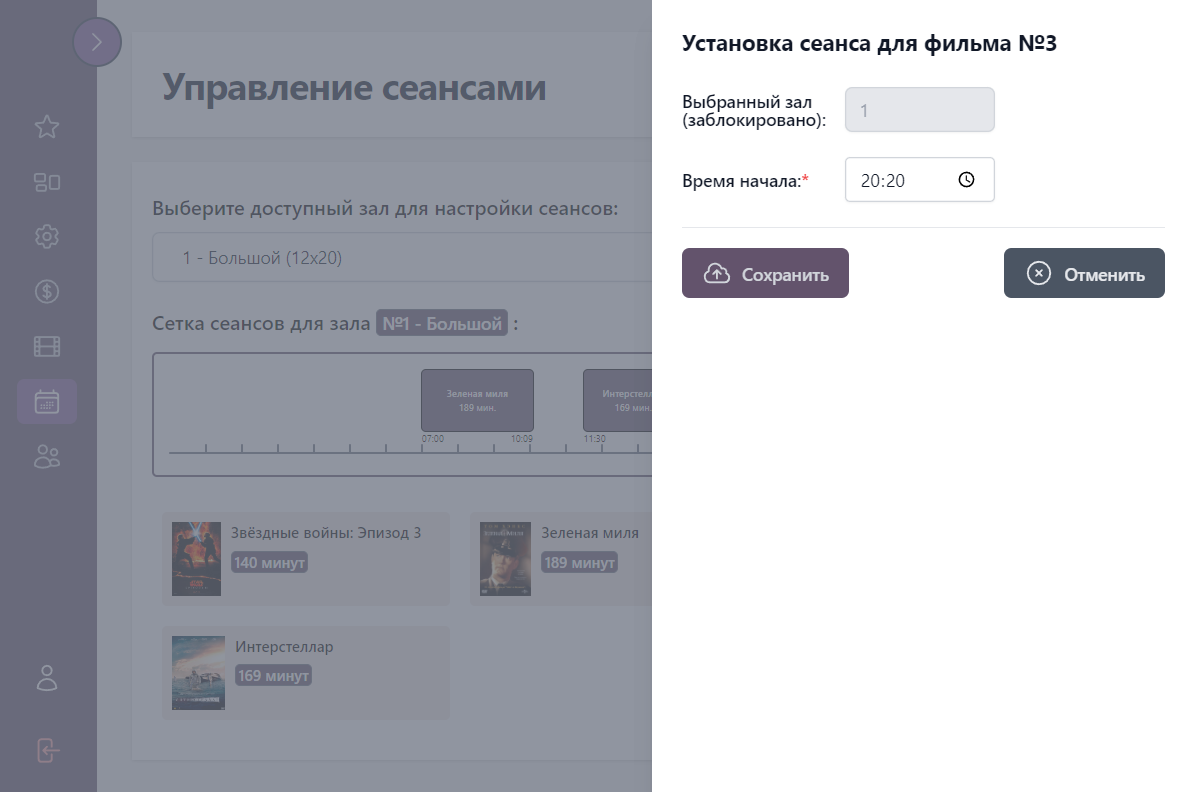 Управление сеансами
Выберите доступный зал для настройки сеансов:
1 - Большой (12x20)
Сетка сеансов для зала №1 - Большой :
Зеленая миля
189 мин.
07:00 10:09
Интерстелл
169 мин.
11:30
Звёздные войны: Эпизод 3
140 минут
Зеленая миля
189 минут
Интерстеллар
169 минут
Установка сеанса для фильма №3
Выбранный зал
(заблокировано):
1
Время начала:*
20:20
Сохранить
Отменить